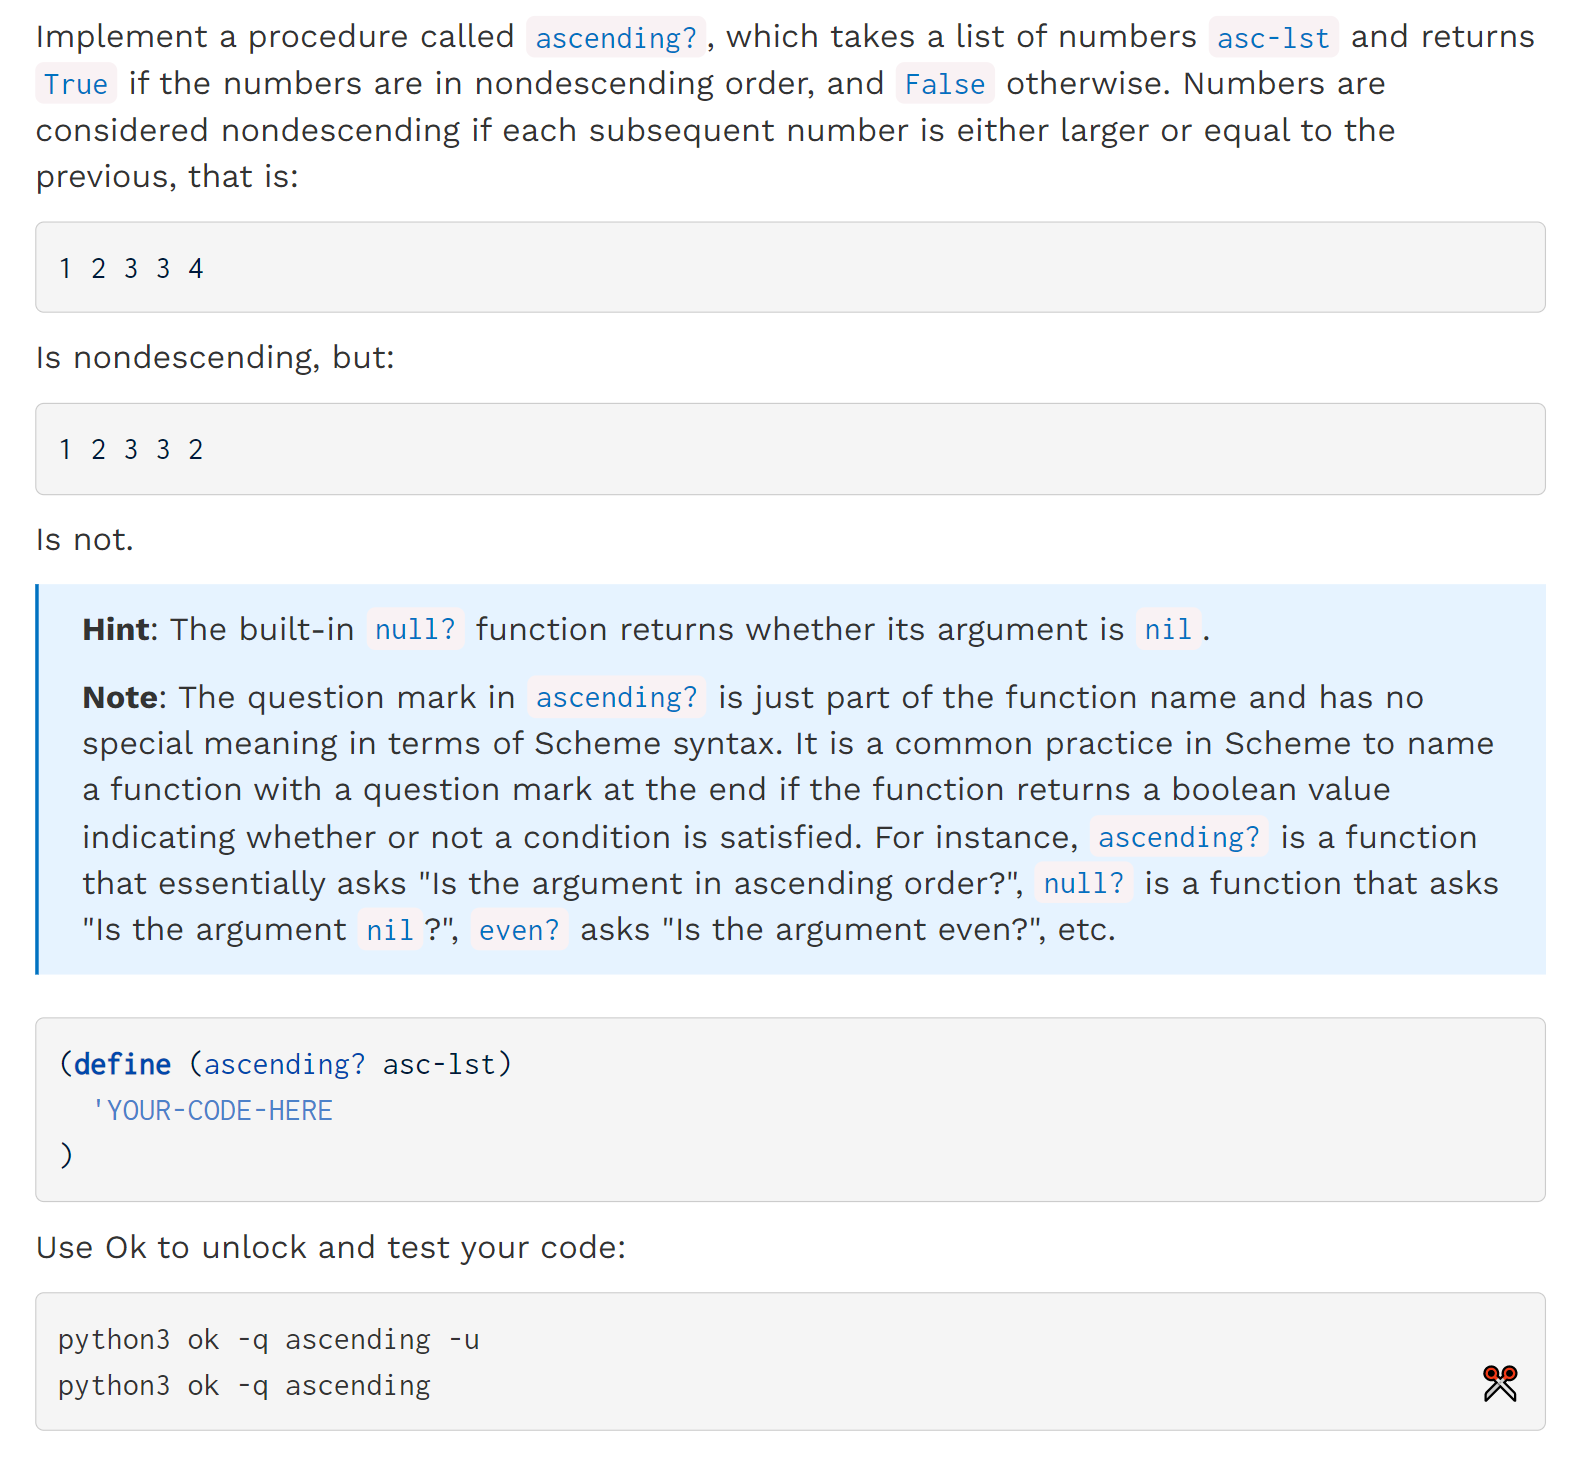 Implement a procedure called ascending?, which takes a list of numbers asc-lst and returns
True if the numbers are in nondescending order, and False otherwise. Numbers are
considered nondescending if each subsequent number is either larger or equal to the
previous, that is:
1 2 3 3 4
Is nondescending, but:
1 2 3 3 2
Is not.
Hint: The built-in null? function returns whether its argument is nil.
Note: The question mark in ascending? is just part of the function name and has no
special meaning in terms of Scheme syntax. It is a common practice in Scheme to name
a function with a question mark at the end if the function returns a boolean value
indicating whether or not a condition is satisfied. For instance, ascending? is a function
that essentially asks "Is the argument in ascending order?", null? is a function that asks
"Is the argument nil?", even? asks "Is the argument even?", etc.
(define (ascending? asc-lst)
  'YOUR-CODE-HERE
)
Use Ok to unlock and test your code:
python3 ok -q ascending -u
python3 ok -q ascending